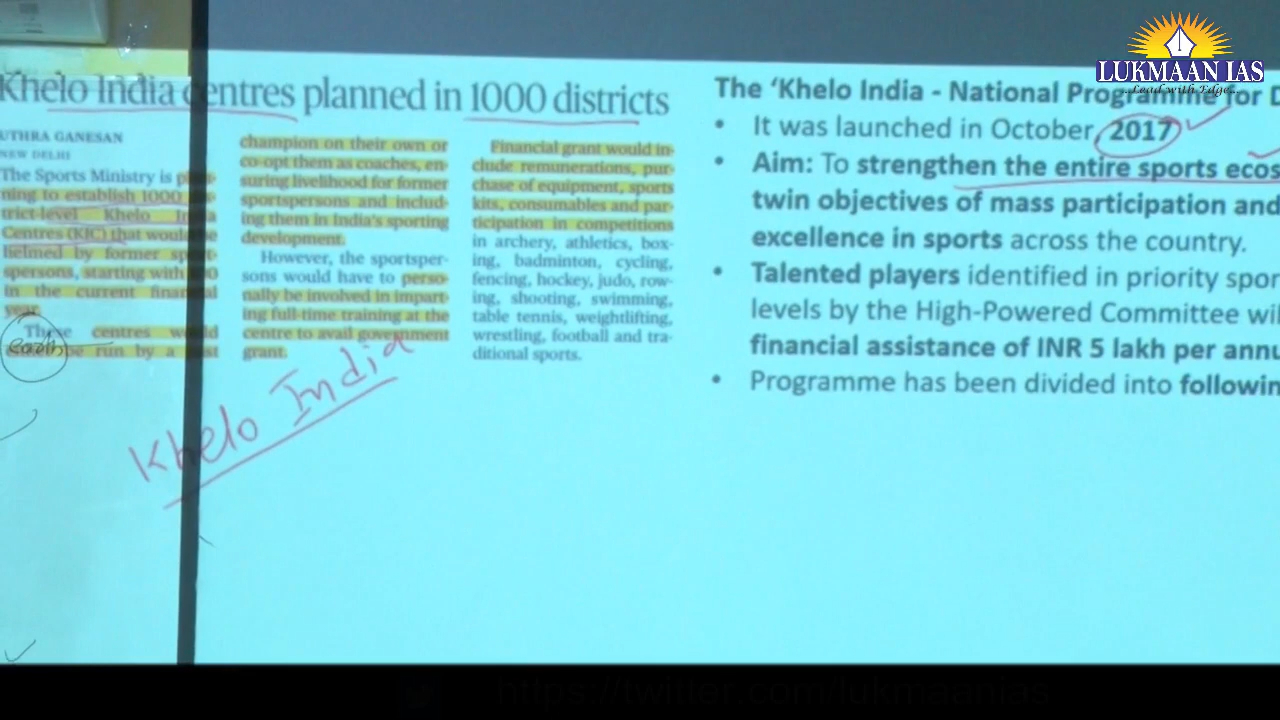 LUKMAAN IAS
...Lead with Edge...
Khelo India centres planned in 1000 districts
UTHRA GANESAN
NEW DELHI
The Sports Ministry is
ning to establish 1000
trict-level Khelo India
Centres (KIC) that would be
helmed by former
spersons, starting with
in the current financial
year.
These centres would
each be run by a past
champion on their own or
co-opt them as coaches, en-
suring livelihood for former
sportspersons and includ-
ing them in India's sporting
development.
However, the sportsper-
sons would have to perso-
nally be involved in impart-
ing full-time training at the
centre to avail government
grant.
Financial grant would in-
clude remunerations, pur-
chase of equipment, sports
kits, consumables and par-
ticipation in competitions
in archery, athletics, box-
ing, badminton, cycling,
fencing, hockey, judo, row-
ing, shooting, swimming,
table tennis, weightlifting,
wrestling, football and tra-
ditional sports.
Khelo India
The 'Khelo India - National Programme for D
• It was launched in October 2017
• Aim: To strengthen the entire sports ecos
twin objectives of mass participation and
excellence in sports across the country.
• Talented players identified in priority spor
levels by the High-Powered Committee wil
financial assistance of INR 5 lakh per annu
• Programme has been divided into followin
https://twitter.com/lukmaanias